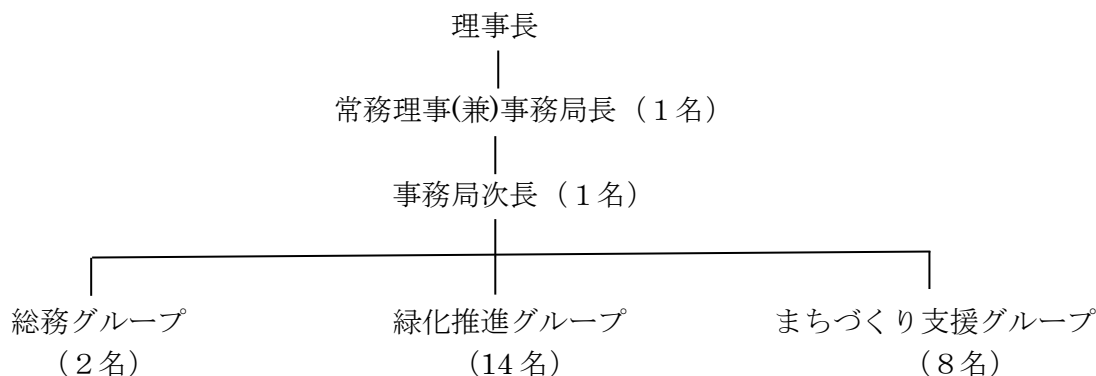 理事長
常務理事(兼)事務局長（１名）
事務局次長（１名）
総務グループ
（２名）
緑化推進グループ
（14 名）
まちづくり支援グループ
（８名）